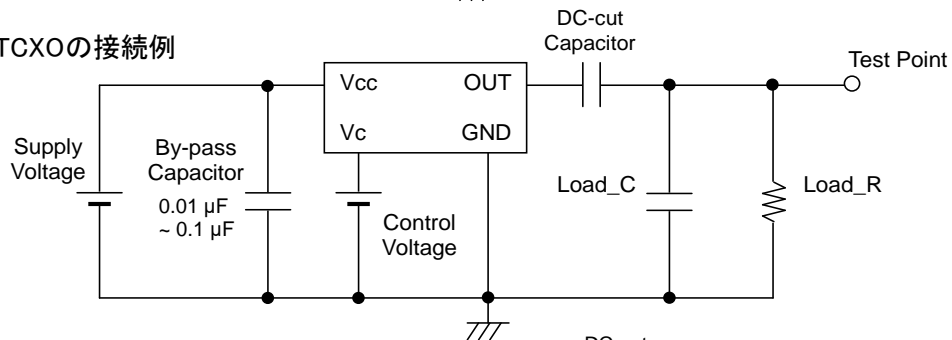 DC-cut
Capacitor
TCXOの接続例
Test Point
Vcc
OUT
Vc
GND
Supply
Voltage
By-pass
Capacitor
0.01 µF
~ 0.1 µF
Control
Voltage
Load_C
Load_R